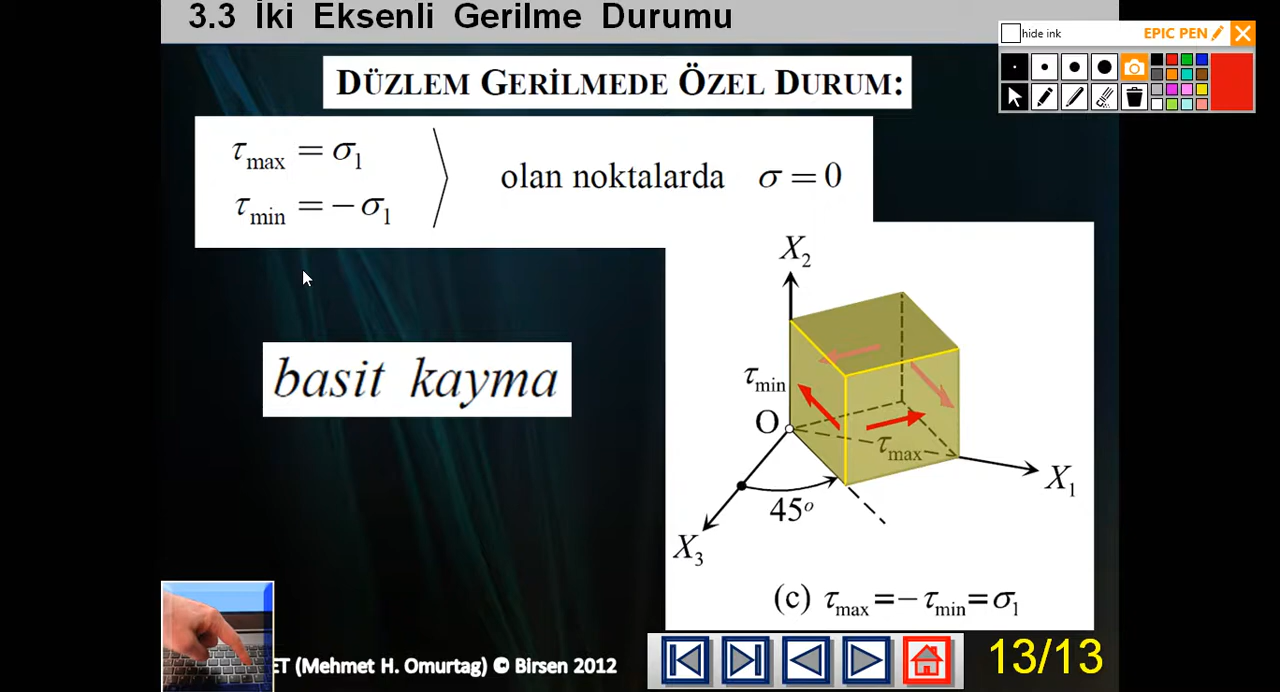 3.3 İki Eksenli Gerilme Durumu
hide ink
EPIC PEN
DÜZLEM GERİLMEDE ÖZEL DURUM:
τmax = σ1
τmin = − σ1
olan noktalarda σ = 0
basit kayma
X2
τmin
O
τmax
X1
45o
X3
(c) τmax=−τmin=σ1
ET (Mehmet H. Omurtag) © Birsen 2012
13/13